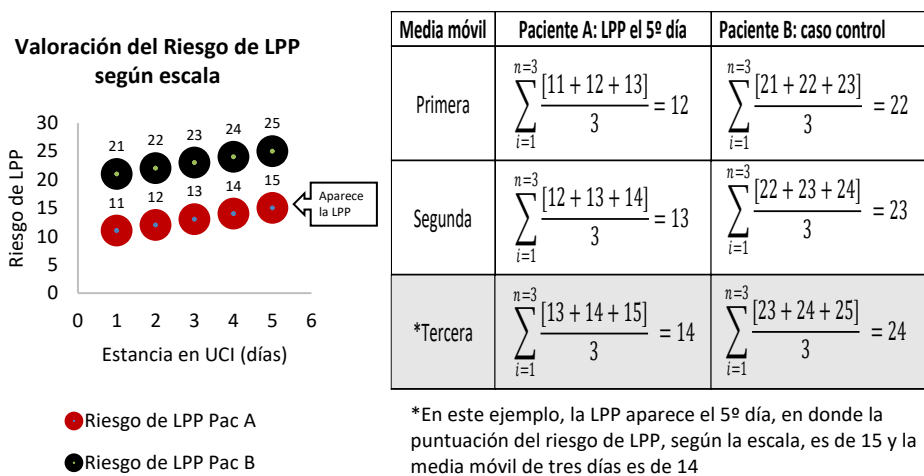 Valoración del Riesgo de LPP
según escala
Riesgo de LPP
30
25
20
15
10
5
0
21
22
23
24
25
11
12
13
14
15
Aparece
la LPP
0 1 2 3 4 5 6
Estancia en UCI (días)
Riesgo de LPP Pac A
Riesgo de LPP Pac B
Media móvil Paciente A: LPP el 5º día Paciente B: caso control
Primera ∑_{i=1}^{n=3} [11 + 12 + 13]/3 = 12 ∑_{i=1}^{n=3} [21 + 22 + 23]/3 = 22
Segunda ∑_{i=1}^{n=3} [12 + 13 + 14]/3 = 13 ∑_{i=1}^{n=3} [22 + 23 + 24]/3 = 23
*Tercera ∑_{i=1}^{n=3} [13 + 14 + 15]/3 = 14 ∑_{i=1}^{n=3} [23 + 24 + 25]/3 = 24
*En este ejemplo, la LPP aparece el 5º día, en donde la
puntuación del riesgo de LPP, según la escala, es de 15 y la
media móvil de tres días es de 14